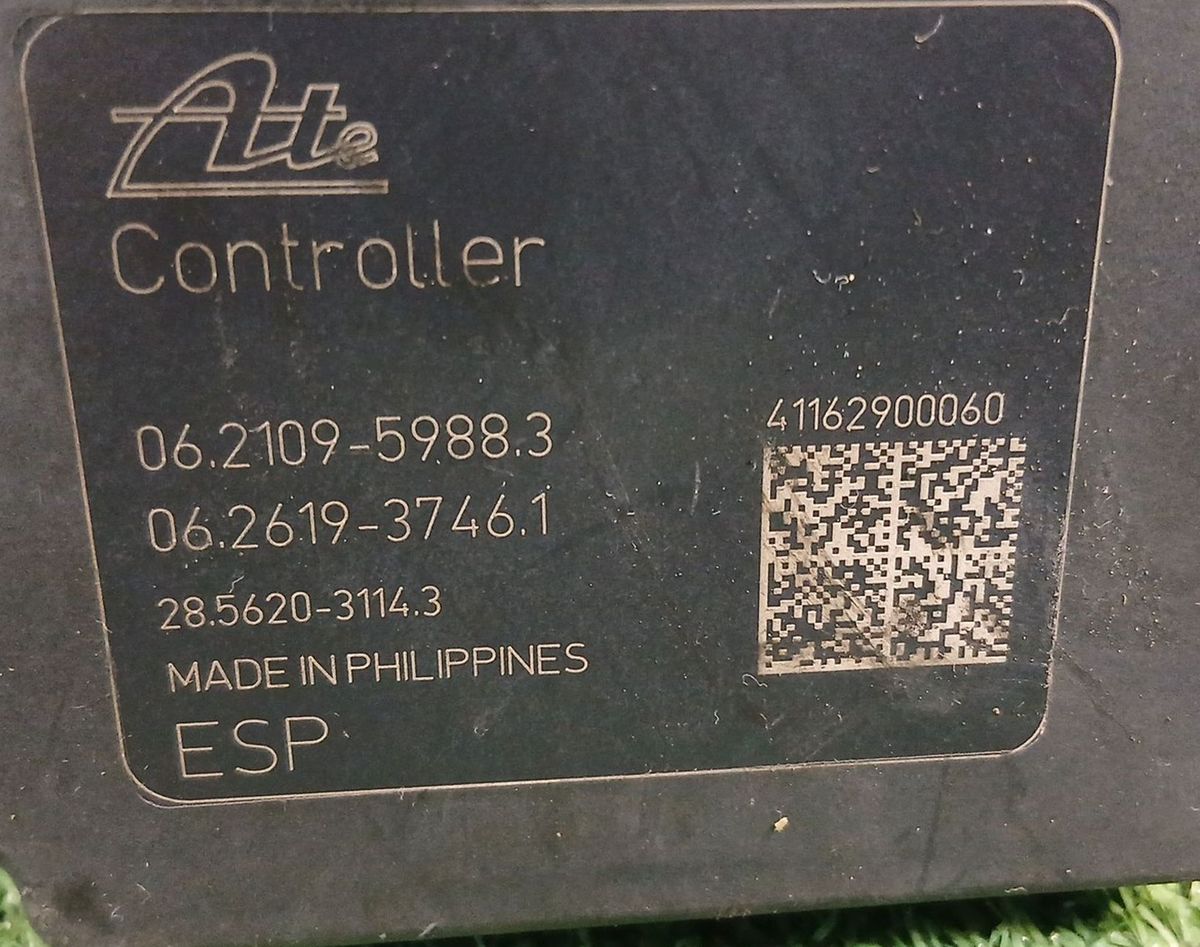 Ate
Controller
06.2109-5988.3
06.2619-3746.1
28.5620-3114.3
MADE IN PHILIPPINES
ESP
41162900060